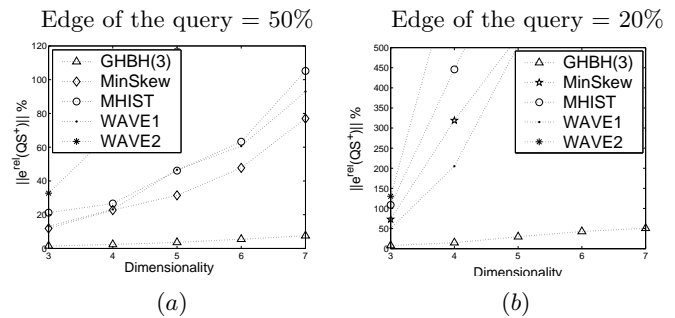 Edge of the query = 50%
120
100
80
60
40
20
0
3 4 5 6 7
||e^rel(QS^+)|| %
Dimensionality
GHBH(3)
MinSkew
MHIST
WAVE1
WAVE2
(a)
Edge of the query = 20%
500
450
400
350
300
250
200
150
100
50
0
3 4 5 6 7
||e^rel(QS^+)|| %
Dimensionality
GHBH(3)
MinSkew
MHIST
WAVE1
WAVE2
(b)